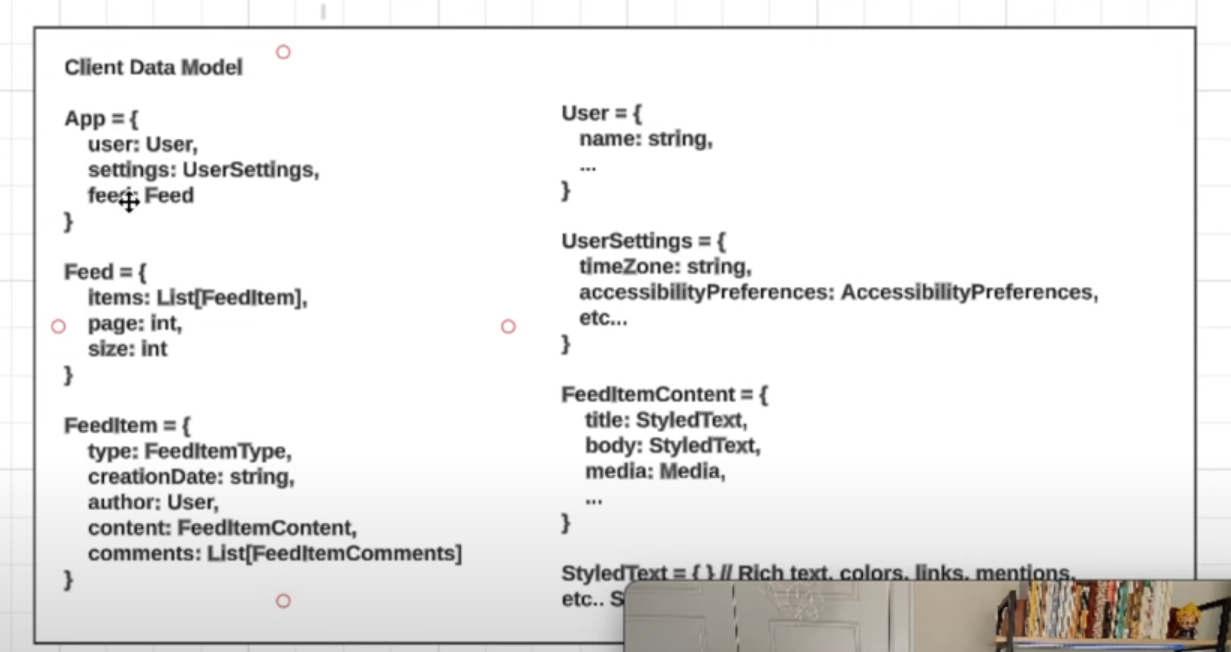 Client Data Model
App = {
user: User,
settings: UserSettings,
feed: Feed
}
Feed = {
items: List[FeedItem],
page: int,
size: int
}
FeedItem = {
type: FeedItemType,
creationDate: string,
author: User,
content: FeedItemContent,
comments: List[FeedItemComments]
}
User = {
name: string,
...
}
UserSettings = {
timeZone: string,
accessibilityPreferences: AccessibilityPreferences,
etc...
}
FeedItemContent = {
title: StyledText,
body: StyledText,
media: Media,
...
}
StyledText = { } // Rich text, colors, links, mentions,
etc..